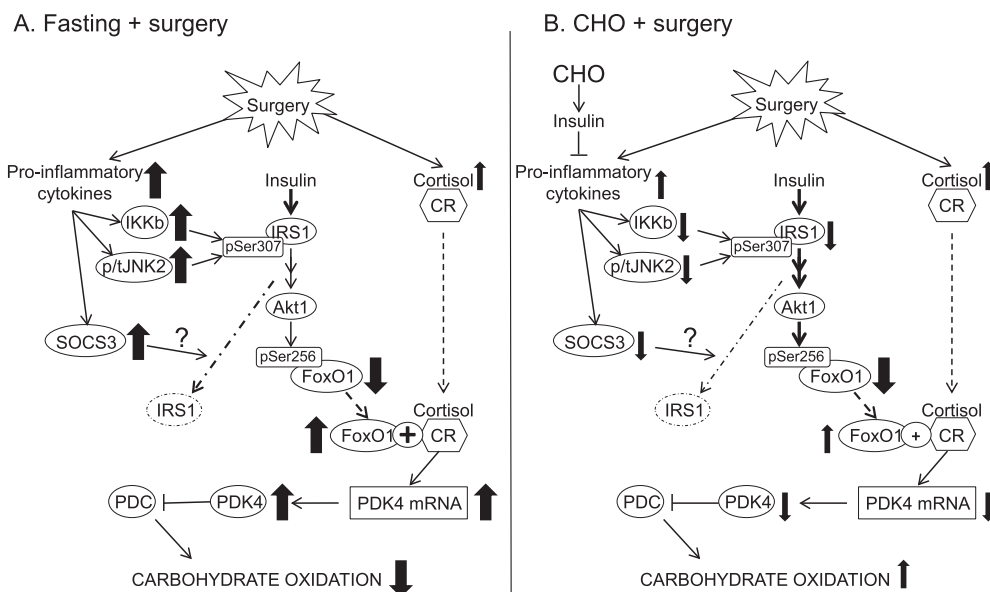 A. Fasting + surgery
Surgery
Pro-inflammatory
cytokines
Insulin
Cortisol
CR
IKKb
IRS1
pSer307
p/tJNK2
Akt1
SOCS3
?
pSer256
FoxO1
IRS1
Cortisol
FoxO1
+
CR
PDC
PDK4
PDK4 mRNA
CARBOHYDRATE OXIDATION
B. CHO + surgery
CHO
Surgery
Insulin
Pro-inflammatory
cytokines
Insulin
Cortisol
CR
IKKb
IRS1
pSer307
p/tJNK2
Akt1
SOCS3
?
pSer256
FoxO1
IRS1
Cortisol
FoxO1
+
CR
PDC
PDK4
PDK4 mRNA
CARBOHYDRATE OXIDATION